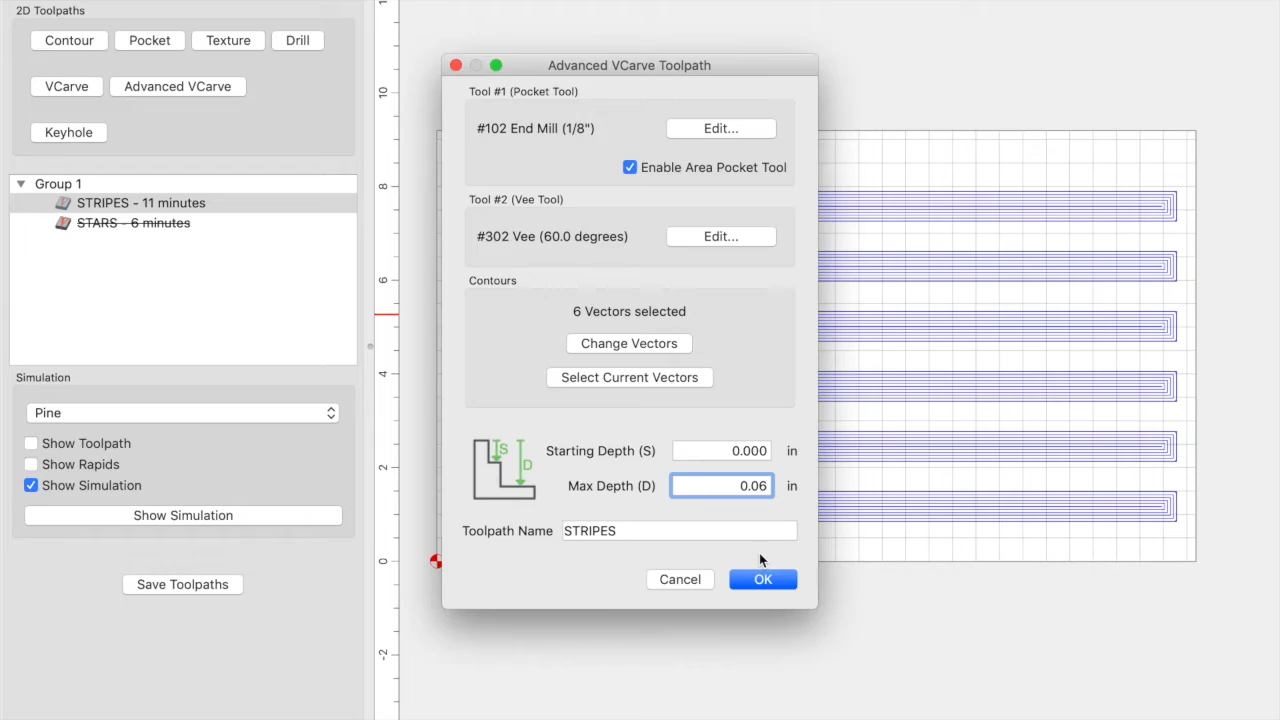 2D Toolpaths
Contour
Pocket
Texture
Drill
VCarve
Advanced VCarve
Keyhole
Group 1
STRIPES - 11 minutes
STARS - 6 minutes
Simulation
Pine
Show Toolpath
Show Rapids
Show Simulation
Show Simulation
Save Toolpaths
10
8
6
4
2
0
-2
Advanced VCarve Toolpath
Tool #1 (Pocket Tool)
#102 End Mill (1/8")
Edit...
Enable Area Pocket Tool
Tool #2 (Vee Tool)
#302 Vee (60.0 degrees)
Edit...
Contours
6 Vectors selected
Change Vectors
Select Current Vectors
S
D
Starting Depth (S)
0.000
in
Max Depth (D)
0.06
in
Toolpath Name
STRIPES
Cancel
OK